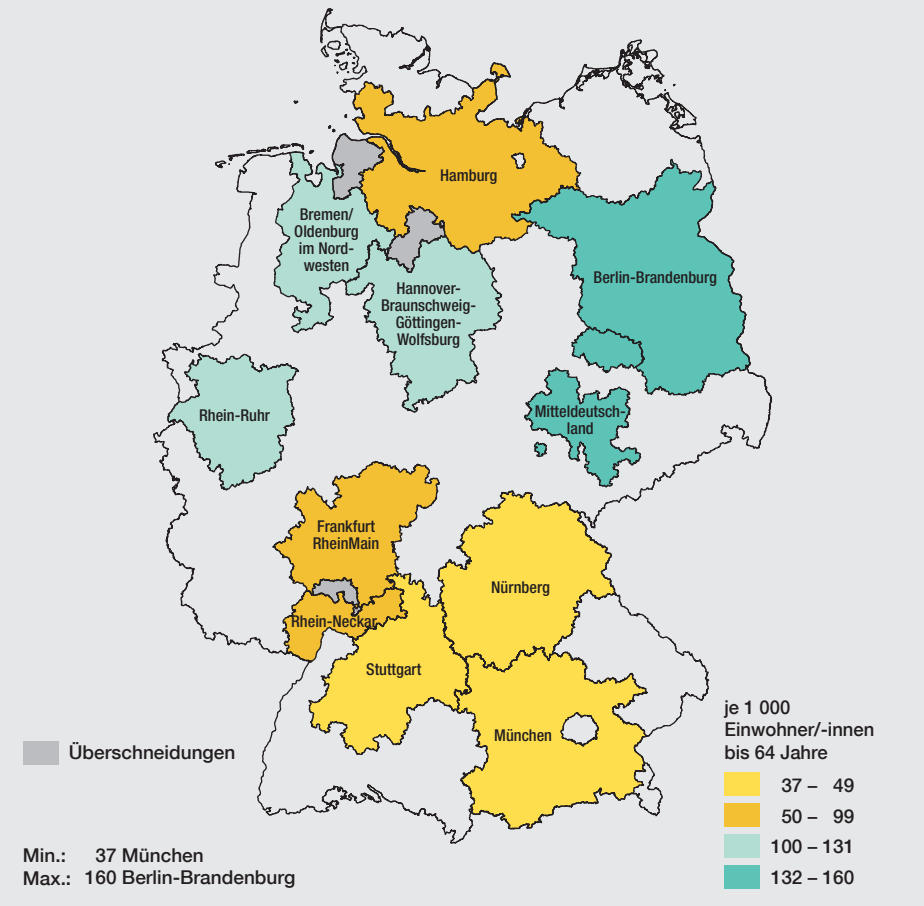 Hamburg
Bremen/
Oldenburg
im Nord-
westen
Berlin-Brandenburg
Hannover-
Braunschweig-
Göttingen-
Wolfsburg
Rhein-Ruhr
Mitteldeutsch-
land
Frankfurt
RheinMain
Nürnberg
Rhein-Neckar
Stuttgart
München
Überschneidungen
je 1 000
Einwohner/-innen
bis 64 Jahre
37 – 49
50 – 99
100 – 131
132 – 160
Min.: 37 München
Max.: 160 Berlin-Brandenburg